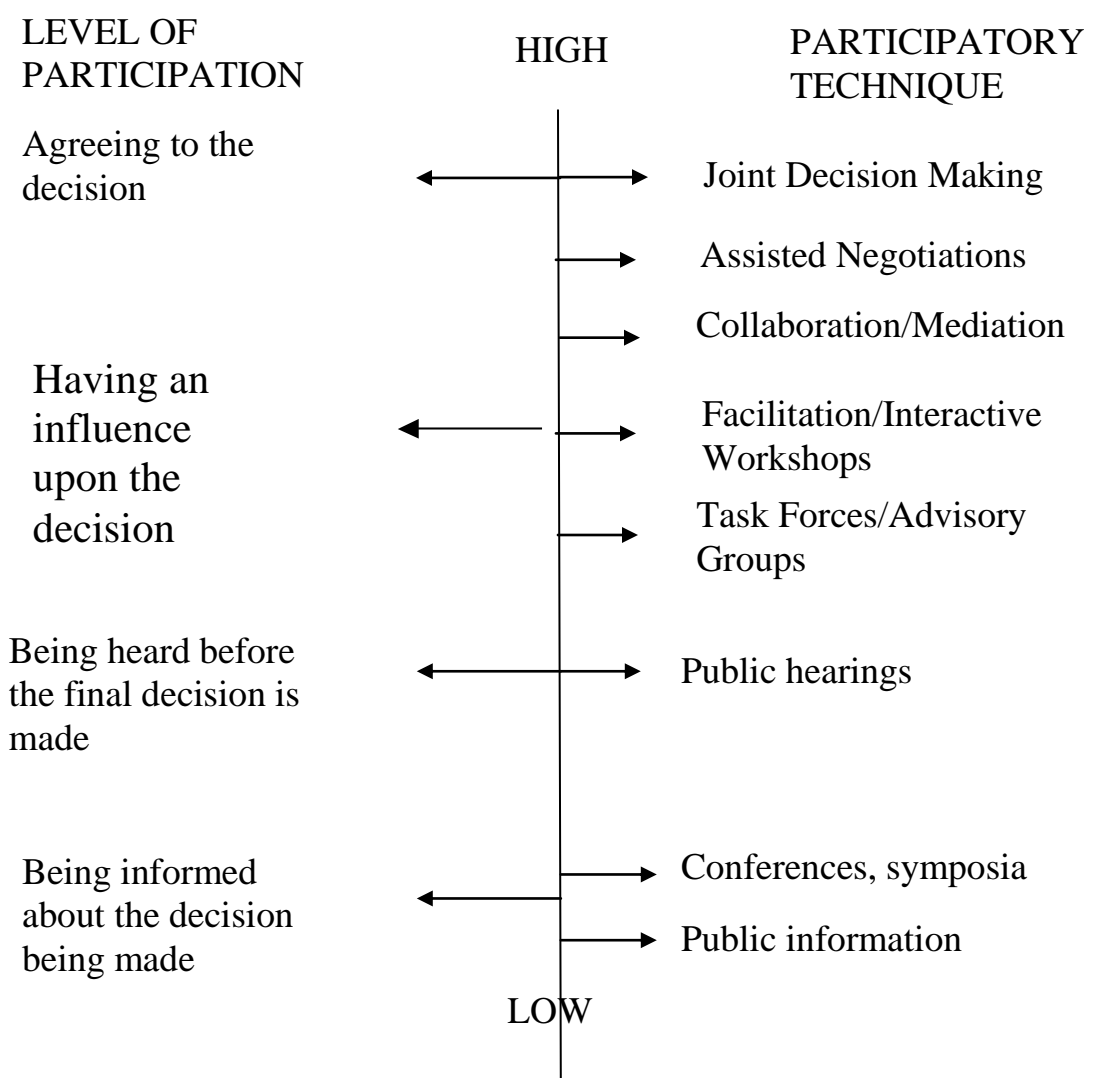 LEVEL OF
PARTICIPATION
HIGH
PARTICIPATORY
TECHNIQUE
Agreeing to the
decision
Joint Decision Making
Assisted Negotiations
Collaboration/Mediation
Having an
influence
upon the
decision
Facilitation/Interactive
Workshops
Task Forces/Advisory
Groups
Being heard before
the final decision is
made
Public hearings
Being informed
about the decision
being made
Conferences, symposia
Public information
LOW